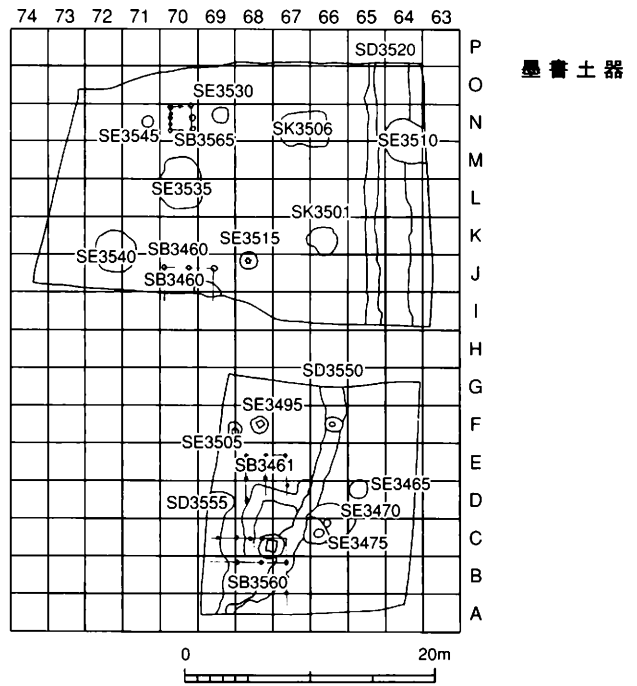 74 73 72 71 70 69 68 67 66 65 64 63
SD3520
P
墨書土器
O
SE3530
N
SK3506
SE3545
SB3565
SE3510
M
SE3535
L
SK3501
K
SE3515
SB3460
SE3540
J
SB3460
I
H
SD3550
G
SE3495
F
SE3505
E
SB3461
SE3465
D
SD3555
SE3470
C
SE3475
SB3560
B
A
0 20m